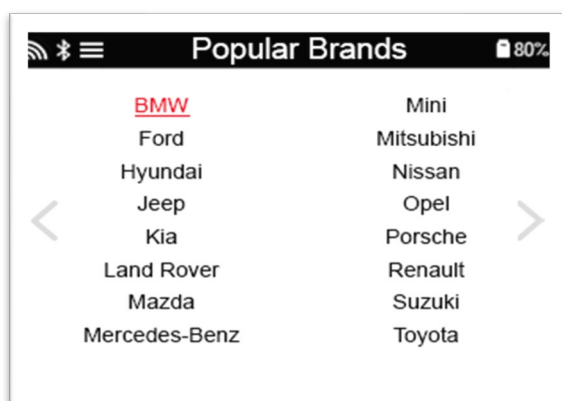 Popular Brands 80%
BMW
Ford
Hyundai
Jeep
Kia
Land Rover
Mazda
Mercedes-Benz
Mini
Mitsubishi
Nissan
Opel
Porsche
Renault
Suzuki
Toyota